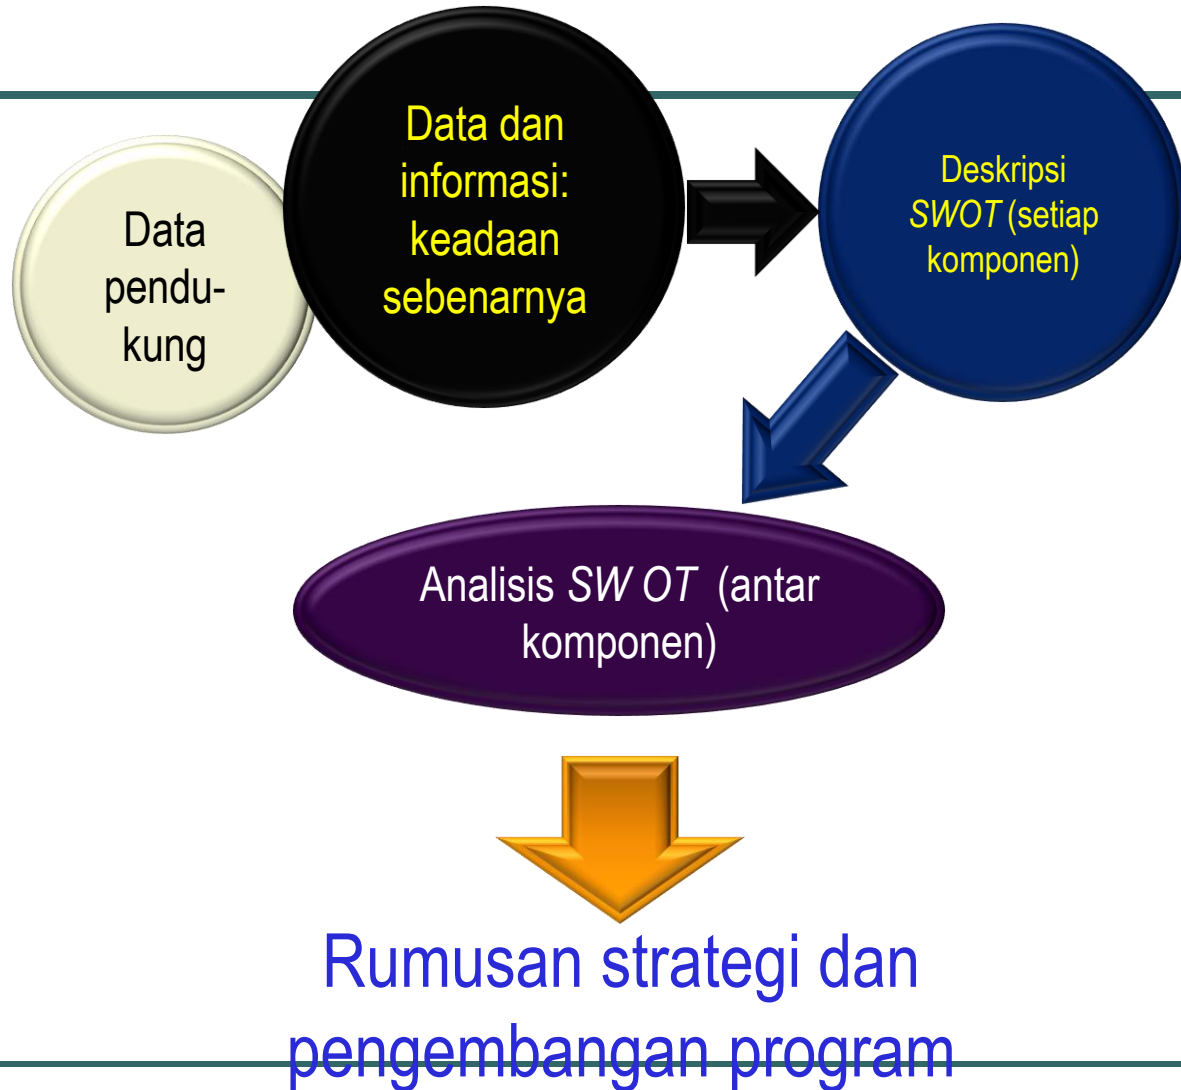 Data
pendu-
kung
Data dan
informasi:
keadaan
sebenarnya
Deskripsi
SWOT (setiap
komponen)
Analisis SW OT (antar
komponen)
Rumusan strategi dan
pengembangan program